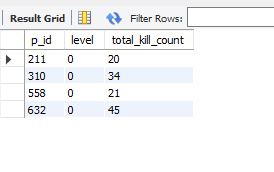 Result Grid Filter Rows:
p_id level total_kill_count
211 0 20
310 0 34
558 0 21
632 0 45